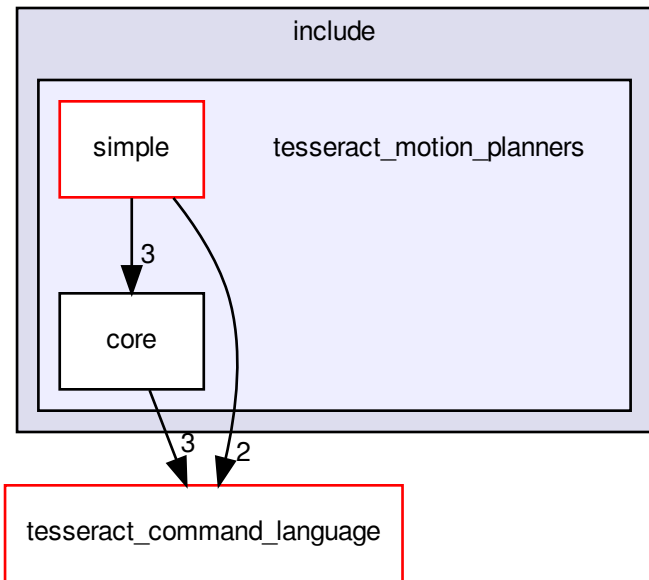 include
simple
tesseract_motion_planners
3
core
3
2
tesseract_command_language